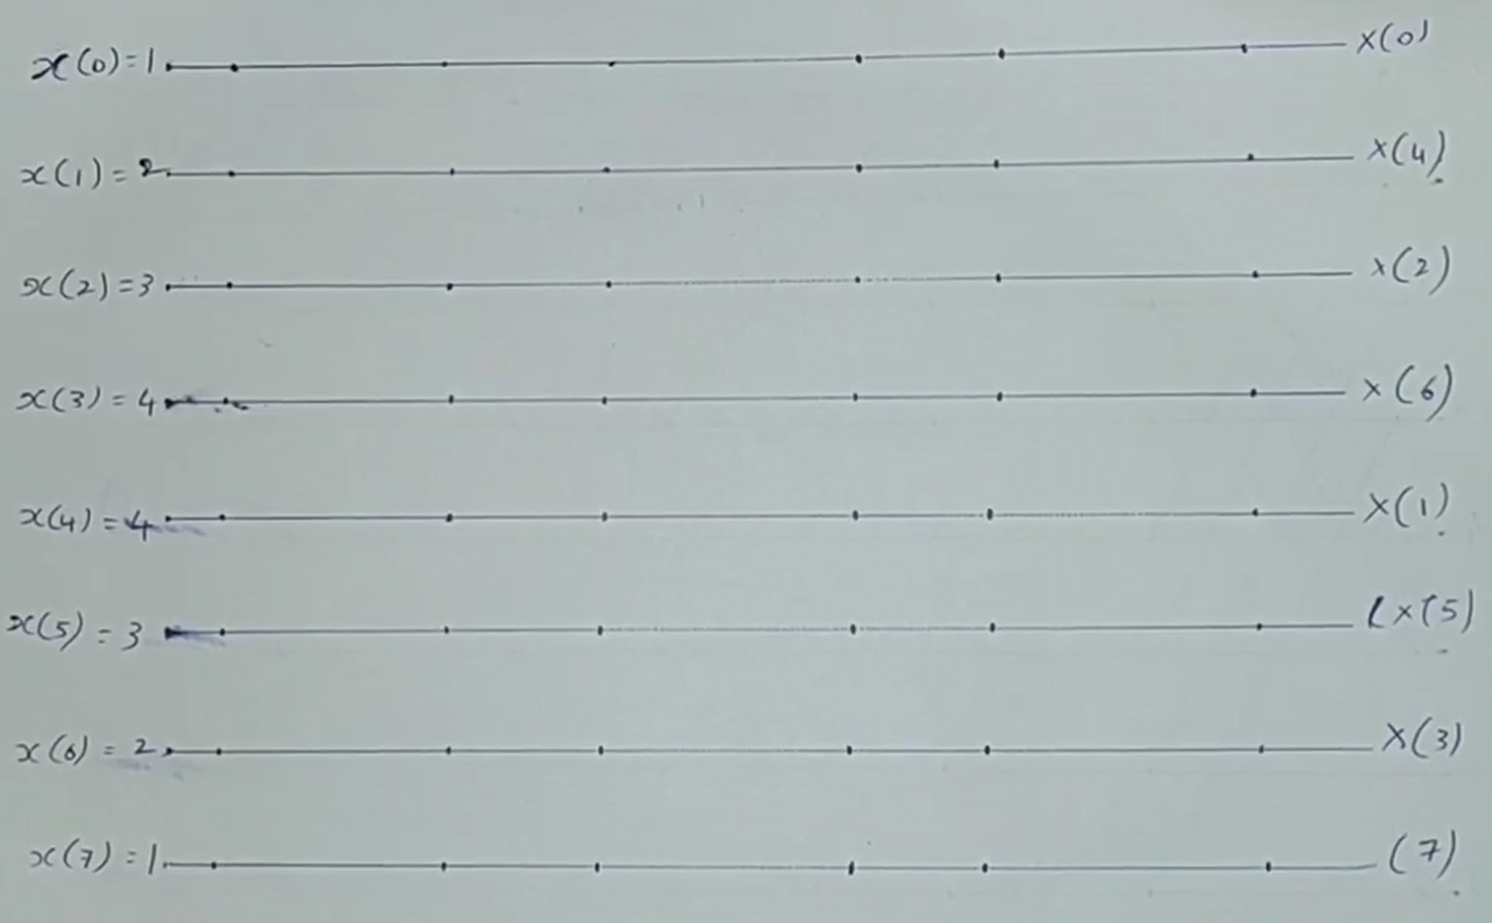 x(0)=1 X(0)
x(1)=2 X(4)
x(2)=3 X(2)
x(3)=4 X(6)
x(4)=4 X(1)
x(5)=3 (X(5)
x(6)=2 X(3)
x(7)=1 (7)